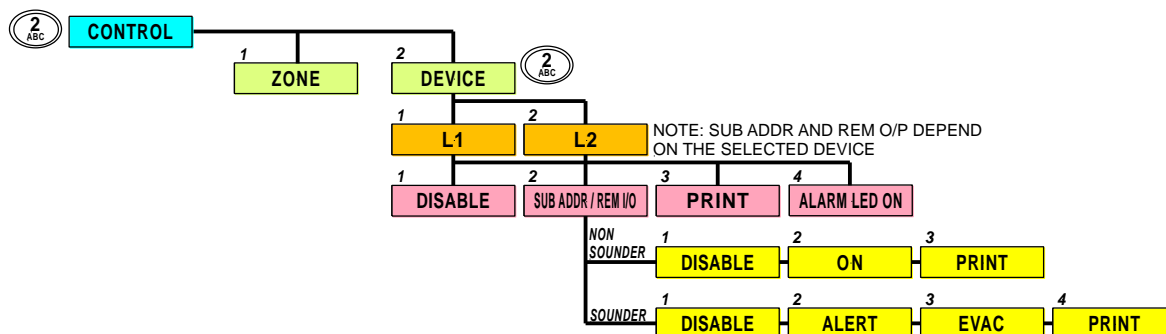 2
ABC
CONTROL
1
ZONE
2
DEVICE
2
ABC
1
L1
2
L2
NOTE: SUB ADDR AND REM O/P DEPEND
ON THE SELECTED DEVICE
1
DISABLE
2
SUB ADDR / REM I/O
3
PRINT
4
ALARM LED ON
NON
SOUNDER
1
DISABLE
2
ON
3
PRINT
SOUNDER
1
DISABLE
2
ALERT
3
EVAC
4
PRINT